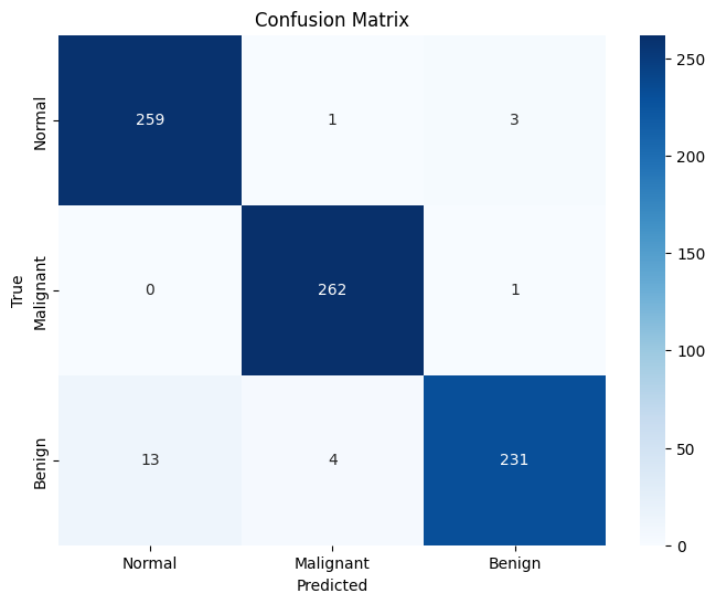 Confusion Matrix
Normal
259
1
3
Malignant
0
262
1
Benign
13
4
231
True
Normal
Malignant
Benign
Predicted
250
200
150
100
50
0